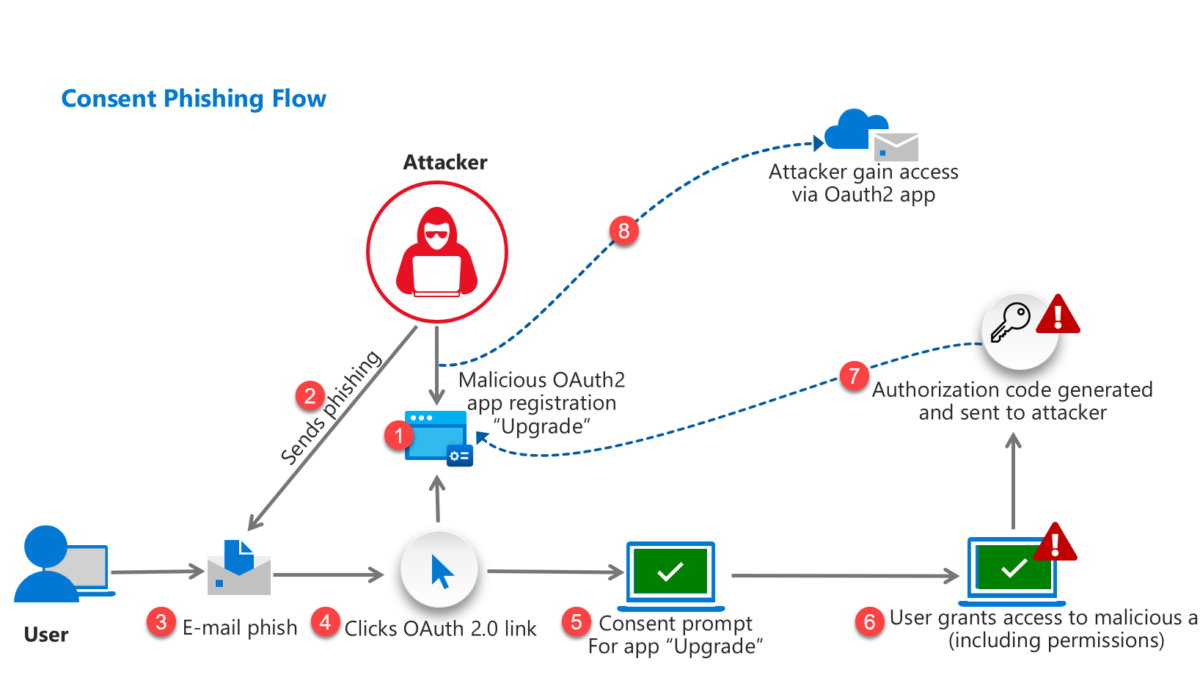 Consent Phishing Flow
Attacker
Attacker gain access
via Oauth2 app
8
2
Sends phishing
Malicious OAuth2
app registration
"Upgrade"
1
7
Authorization code generated
and sent to attacker
User
3
E-mail phish
4
Clicks OAuth 2.0 link
5
Consent prompt
For app "Upgrade"
6
User grants access to malicious a
(including permissions)